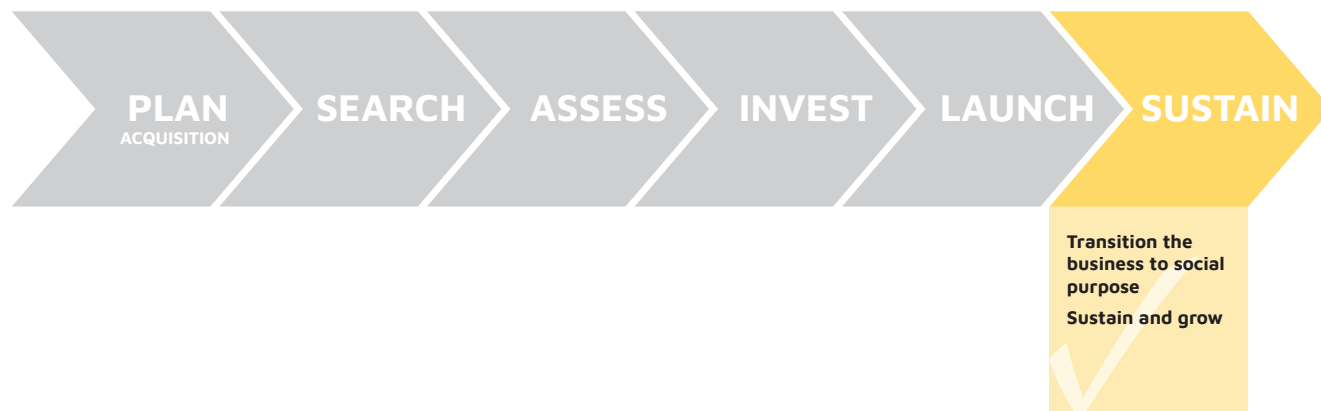 PLAN
ACQUISITION
SEARCH
ASSESS
INVEST
LAUNCH
SUSTAIN
Transition the
business to social
purpose
Sustain and grow